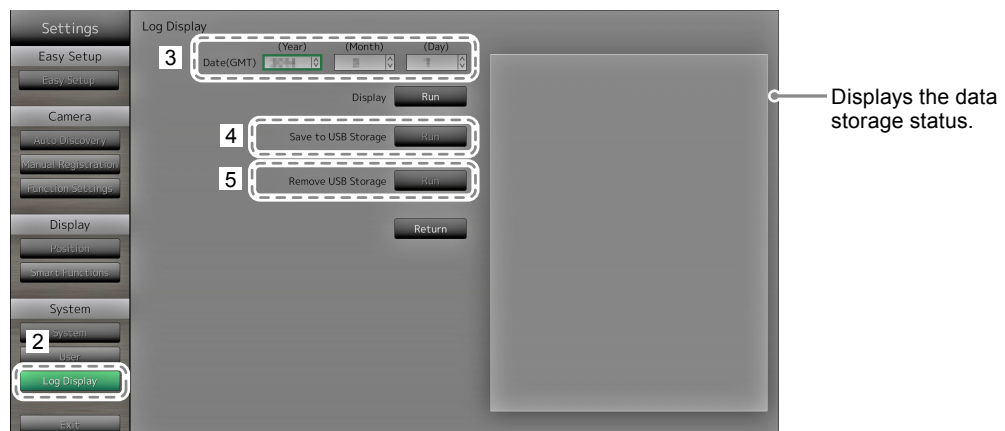 Settings
Easy Setup
Easy Setup
Camera
Auto Discovery
Manual Registration
Function Settings
Display
Position
Smart Functions
System
System
2
User
Log Display
Exit
Log Display
3
(Year) (Month) (Day)
Date(GMT)
Display Run
4 Save to USB Storage Run
5 Remove USB Storage Run
Return
Displays the data
storage status.